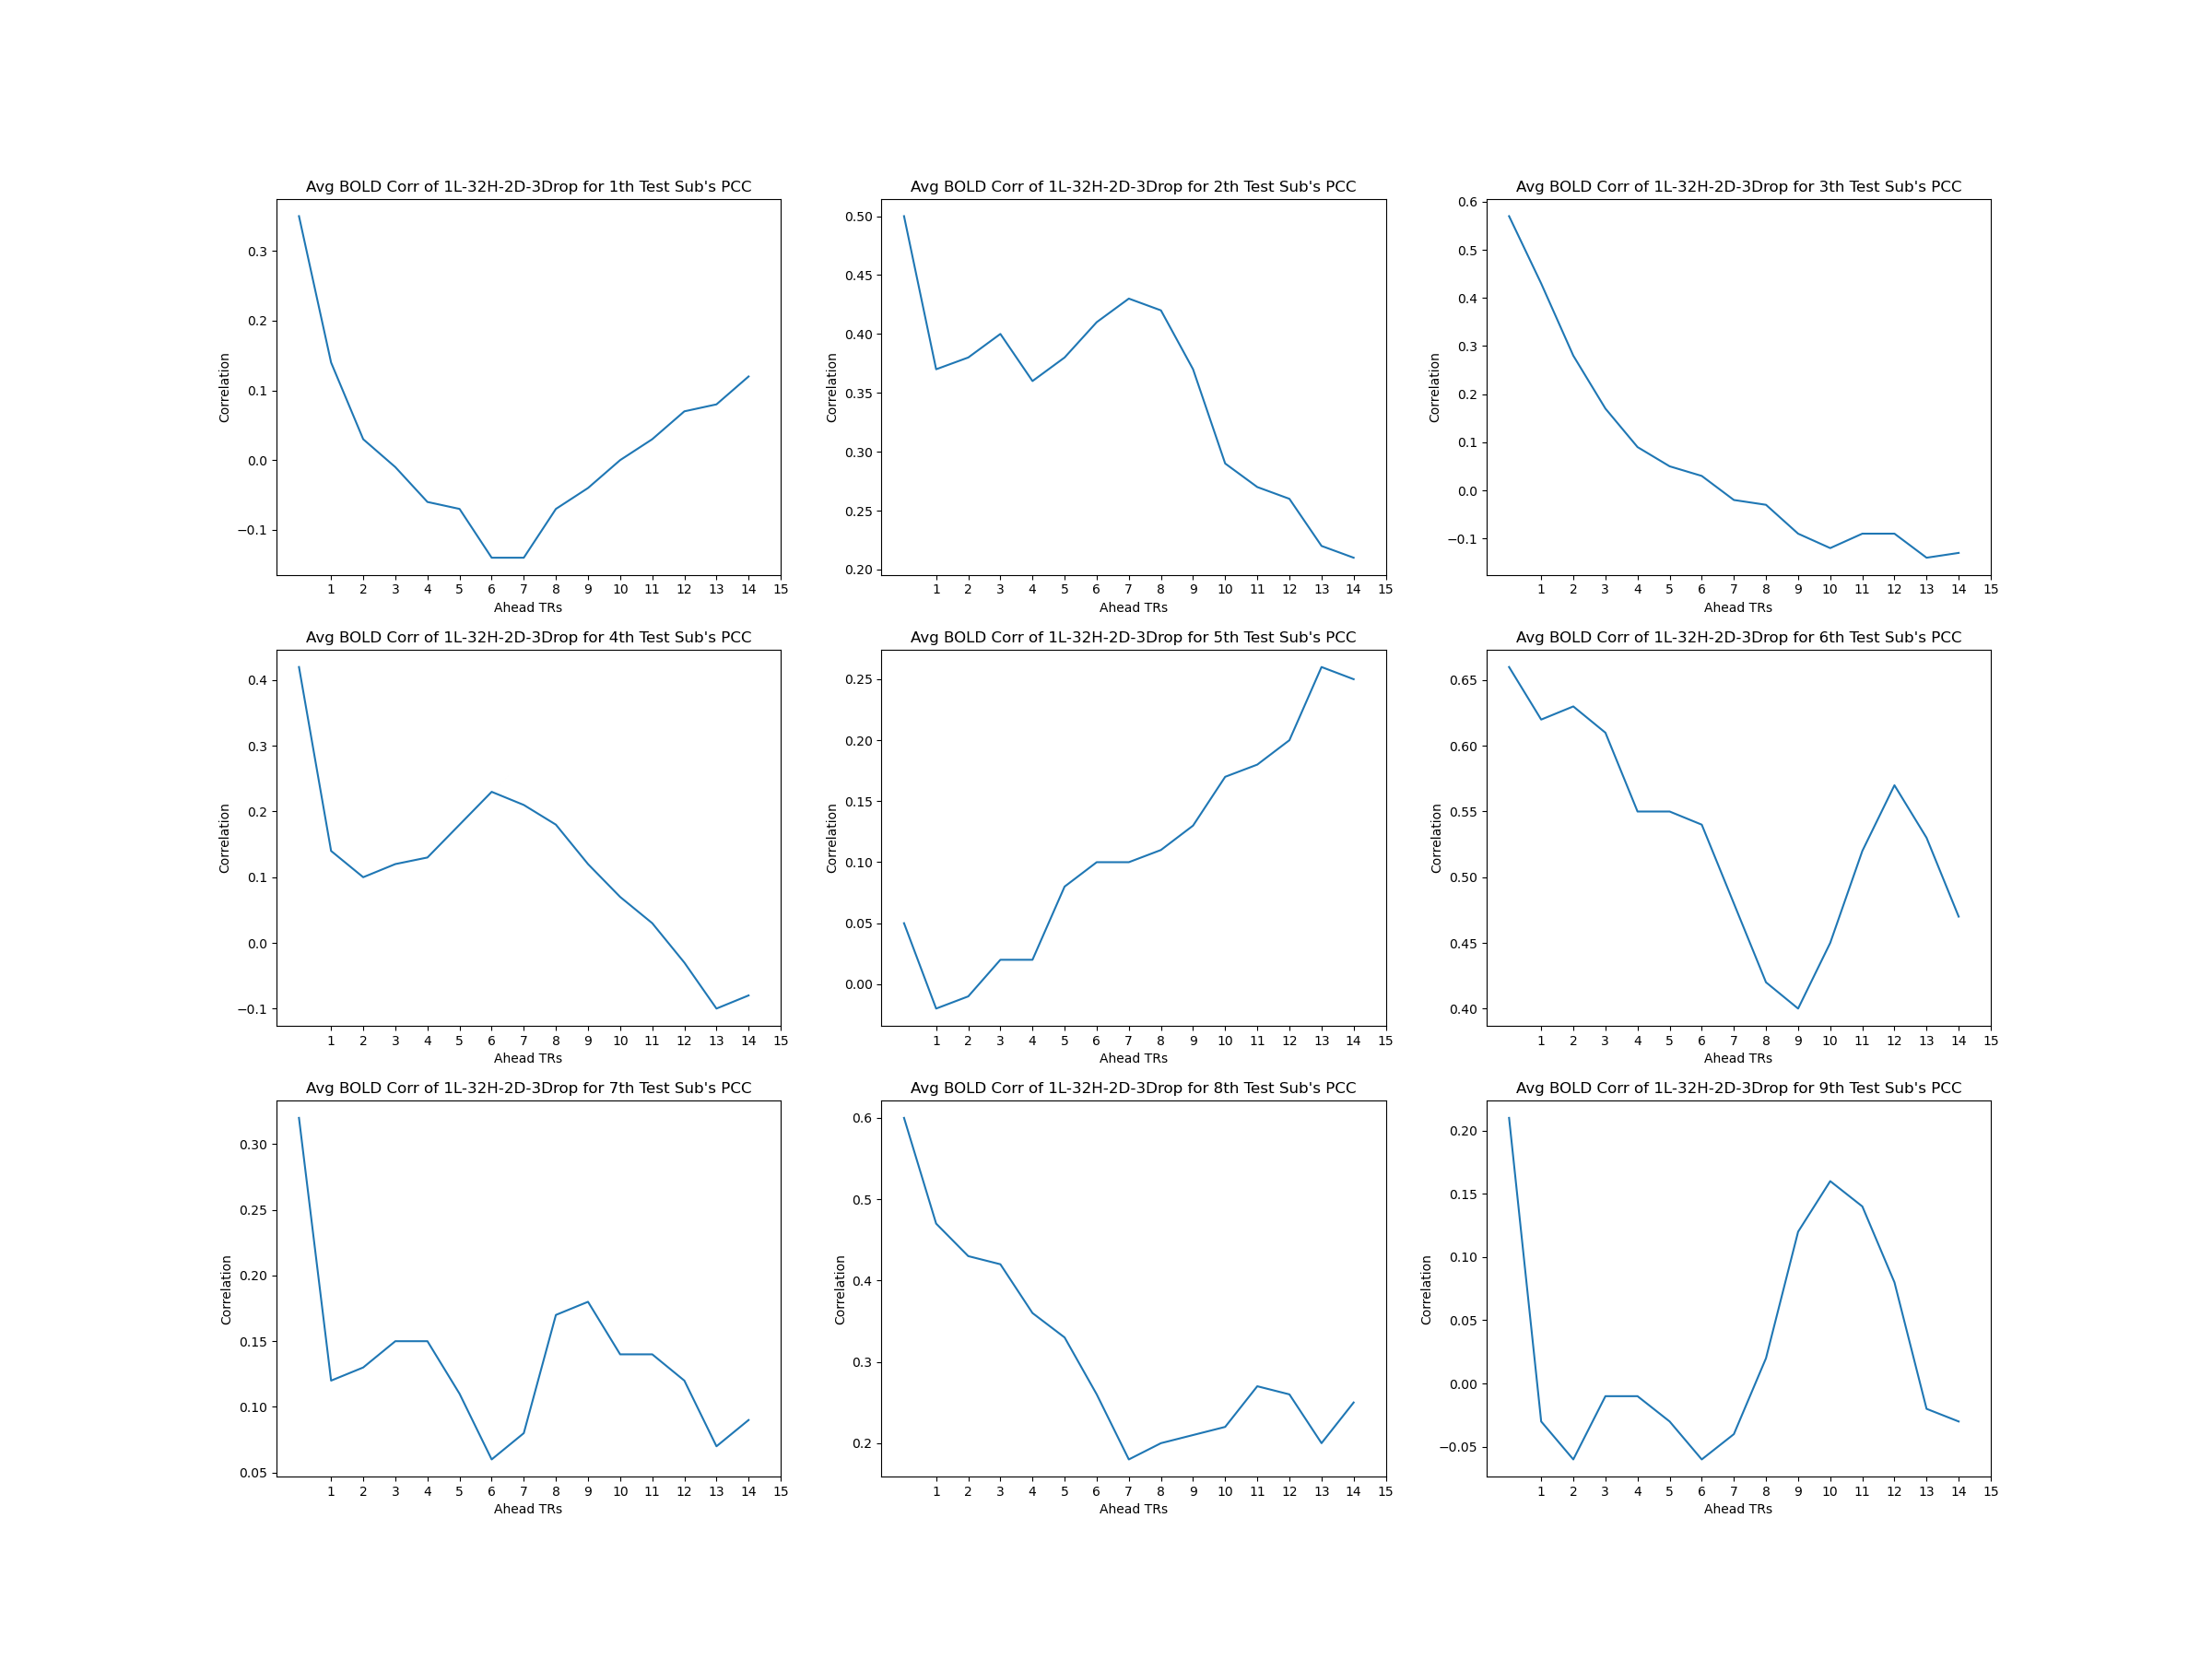 Avg BOLD Corr of 1L-32H-2D-3Drop for 1th Test Sub's PCC
Correlation
0.3
0.2
0.1
0.0
−0.1
1 2 3 4 5 6 7 8 9 10 11 12 13 14 15
Ahead TRs
Avg BOLD Corr of 1L-32H-2D-3Drop for 2th Test Sub's PCC
Correlation
0.50
0.45
0.40
0.35
0.30
0.25
0.20
1 2 3 4 5 6 7 8 9 10 11 12 13 14 15
Ahead TRs
Avg BOLD Corr of 1L-32H-2D-3Drop for 3th Test Sub's PCC
Correlation
0.6
0.5
0.4
0.3
0.2
0.1
0.0
−0.1
1 2 3 4 5 6 7 8 9 10 11 12 13 14 15
Ahead TRs
Avg BOLD Corr of 1L-32H-2D-3Drop for 4th Test Sub's PCC
Correlation
0.4
0.3
0.2
0.1
0.0
−0.1
1 2 3 4 5 6 7 8 9 10 11 12 13 14 15
Ahead TRs
Avg BOLD Corr of 1L-32H-2D-3Drop for 5th Test Sub's PCC
Correlation
0.25
0.20
0.15
0.10
0.05
0.00
1 2 3 4 5 6 7 8 9 10 11 12 13 14 15
Ahead TRs
Avg BOLD Corr of 1L-32H-2D-3Drop for 6th Test Sub's PCC
Correlation
0.65
0.60
0.55
0.50
0.45
0.40
1 2 3 4 5 6 7 8 9 10 11 12 13 14 15
Ahead TRs
Avg BOLD Corr of 1L-32H-2D-3Drop for 7th Test Sub's PCC
Correlation
0.30
0.25
0.20
0.15
0.10
0.05
1 2 3 4 5 6 7 8 9 10 11 12 13 14 15
Ahead TRs
Avg BOLD Corr of 1L-32H-2D-3Drop for 8th Test Sub's PCC
Correlation
0.6
0.5
0.4
0.3
0.2
1 2 3 4 5 6 7 8 9 10 11 12 13 14 15
Ahead TRs
Avg BOLD Corr of 1L-32H-2D-3Drop for 9th Test Sub's PCC
Correlation
0.20
0.15
0.10
0.05
0.00
−0.05
1 2 3 4 5 6 7 8 9 10 11 12 13 14 15
Ahead TRs